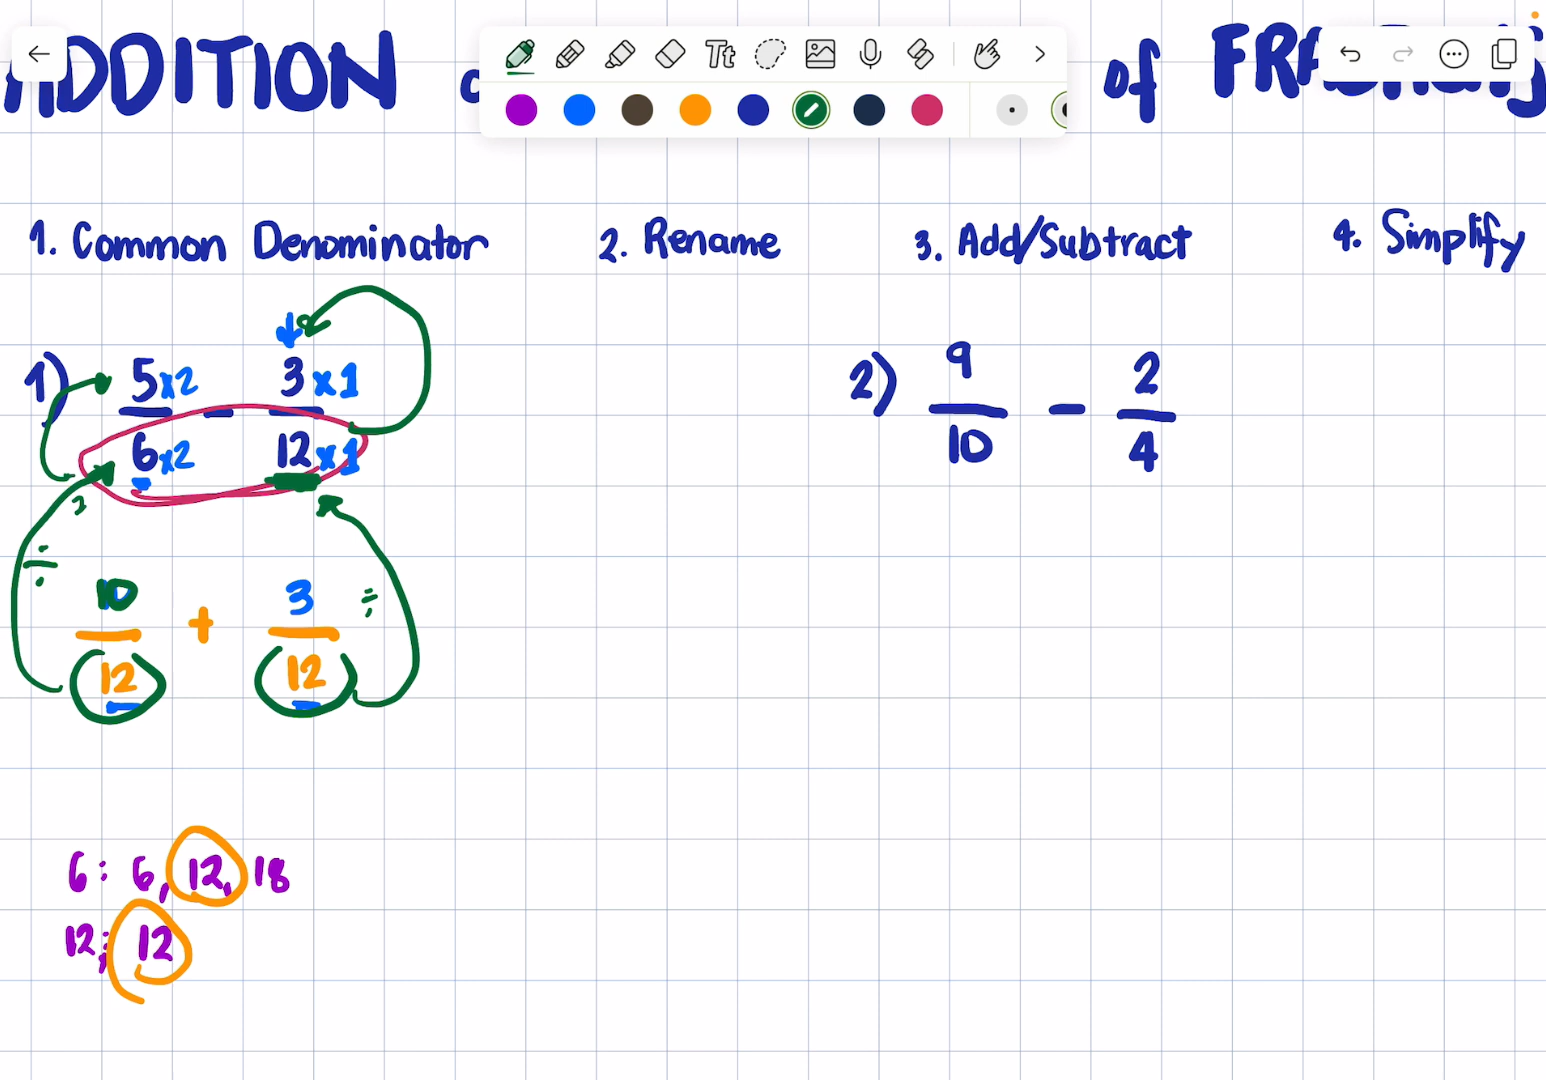 ADDITION of
Tt
1. Common Denominator 2. Rename 3. Add/Subtract 4. Simplify
1) 5x2 - 3x1
6x2 12x1
2) 9 - 2
10 4
÷
10 + 3 ÷
12 12
6: 6, 12, 18
12: 12